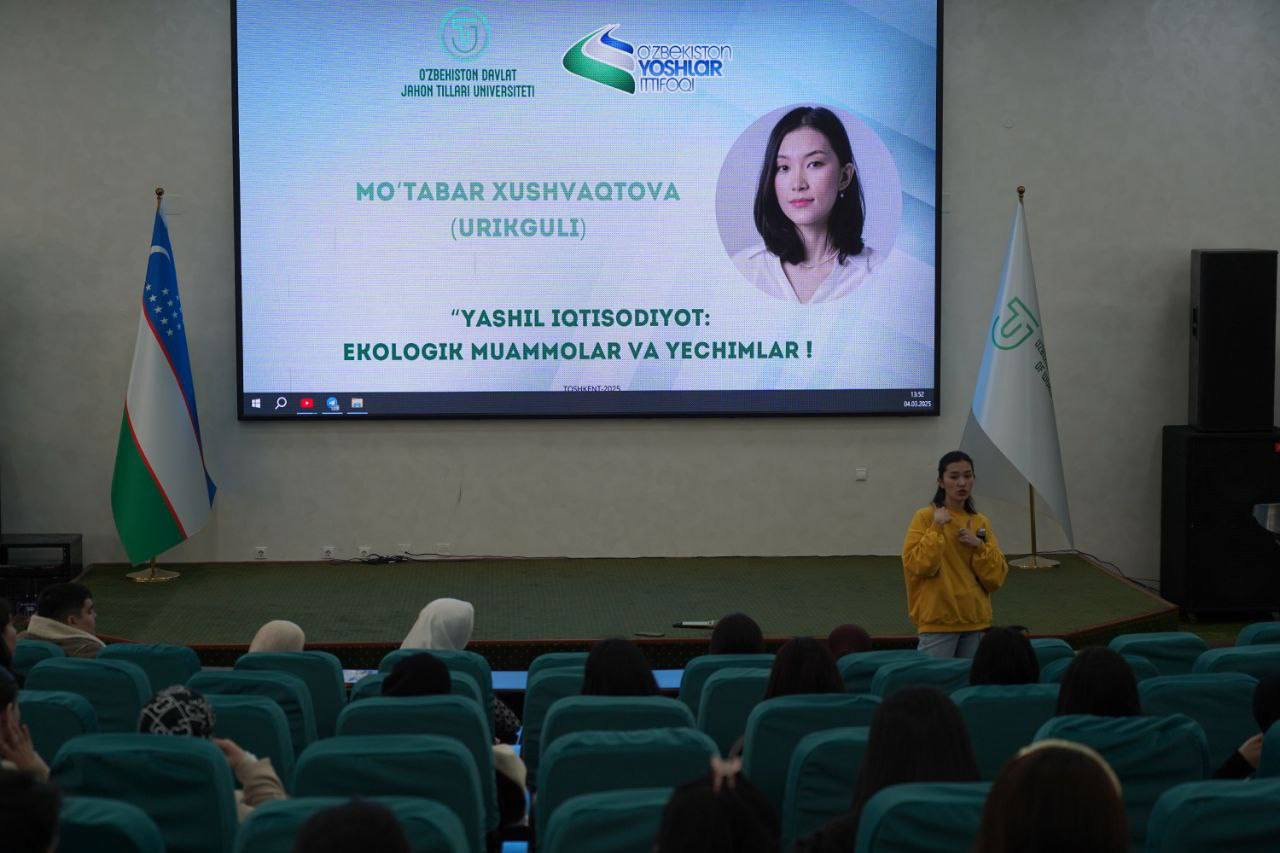 O'ZBEKISTON DAVLAT
JAHON TILLARI UNIVERSITETI
O'ZBEKISTON
YOSHLAR
ITTIFOQI
MO'TABAR XUSHVAQTOVA
(URIKGULI)
"YASHIL IQTISODIYOT:
EKOLOGIK MUAMMOLAR VA YECHIMLAR !
TOSHKENT-2025
13:52
04.03.2025